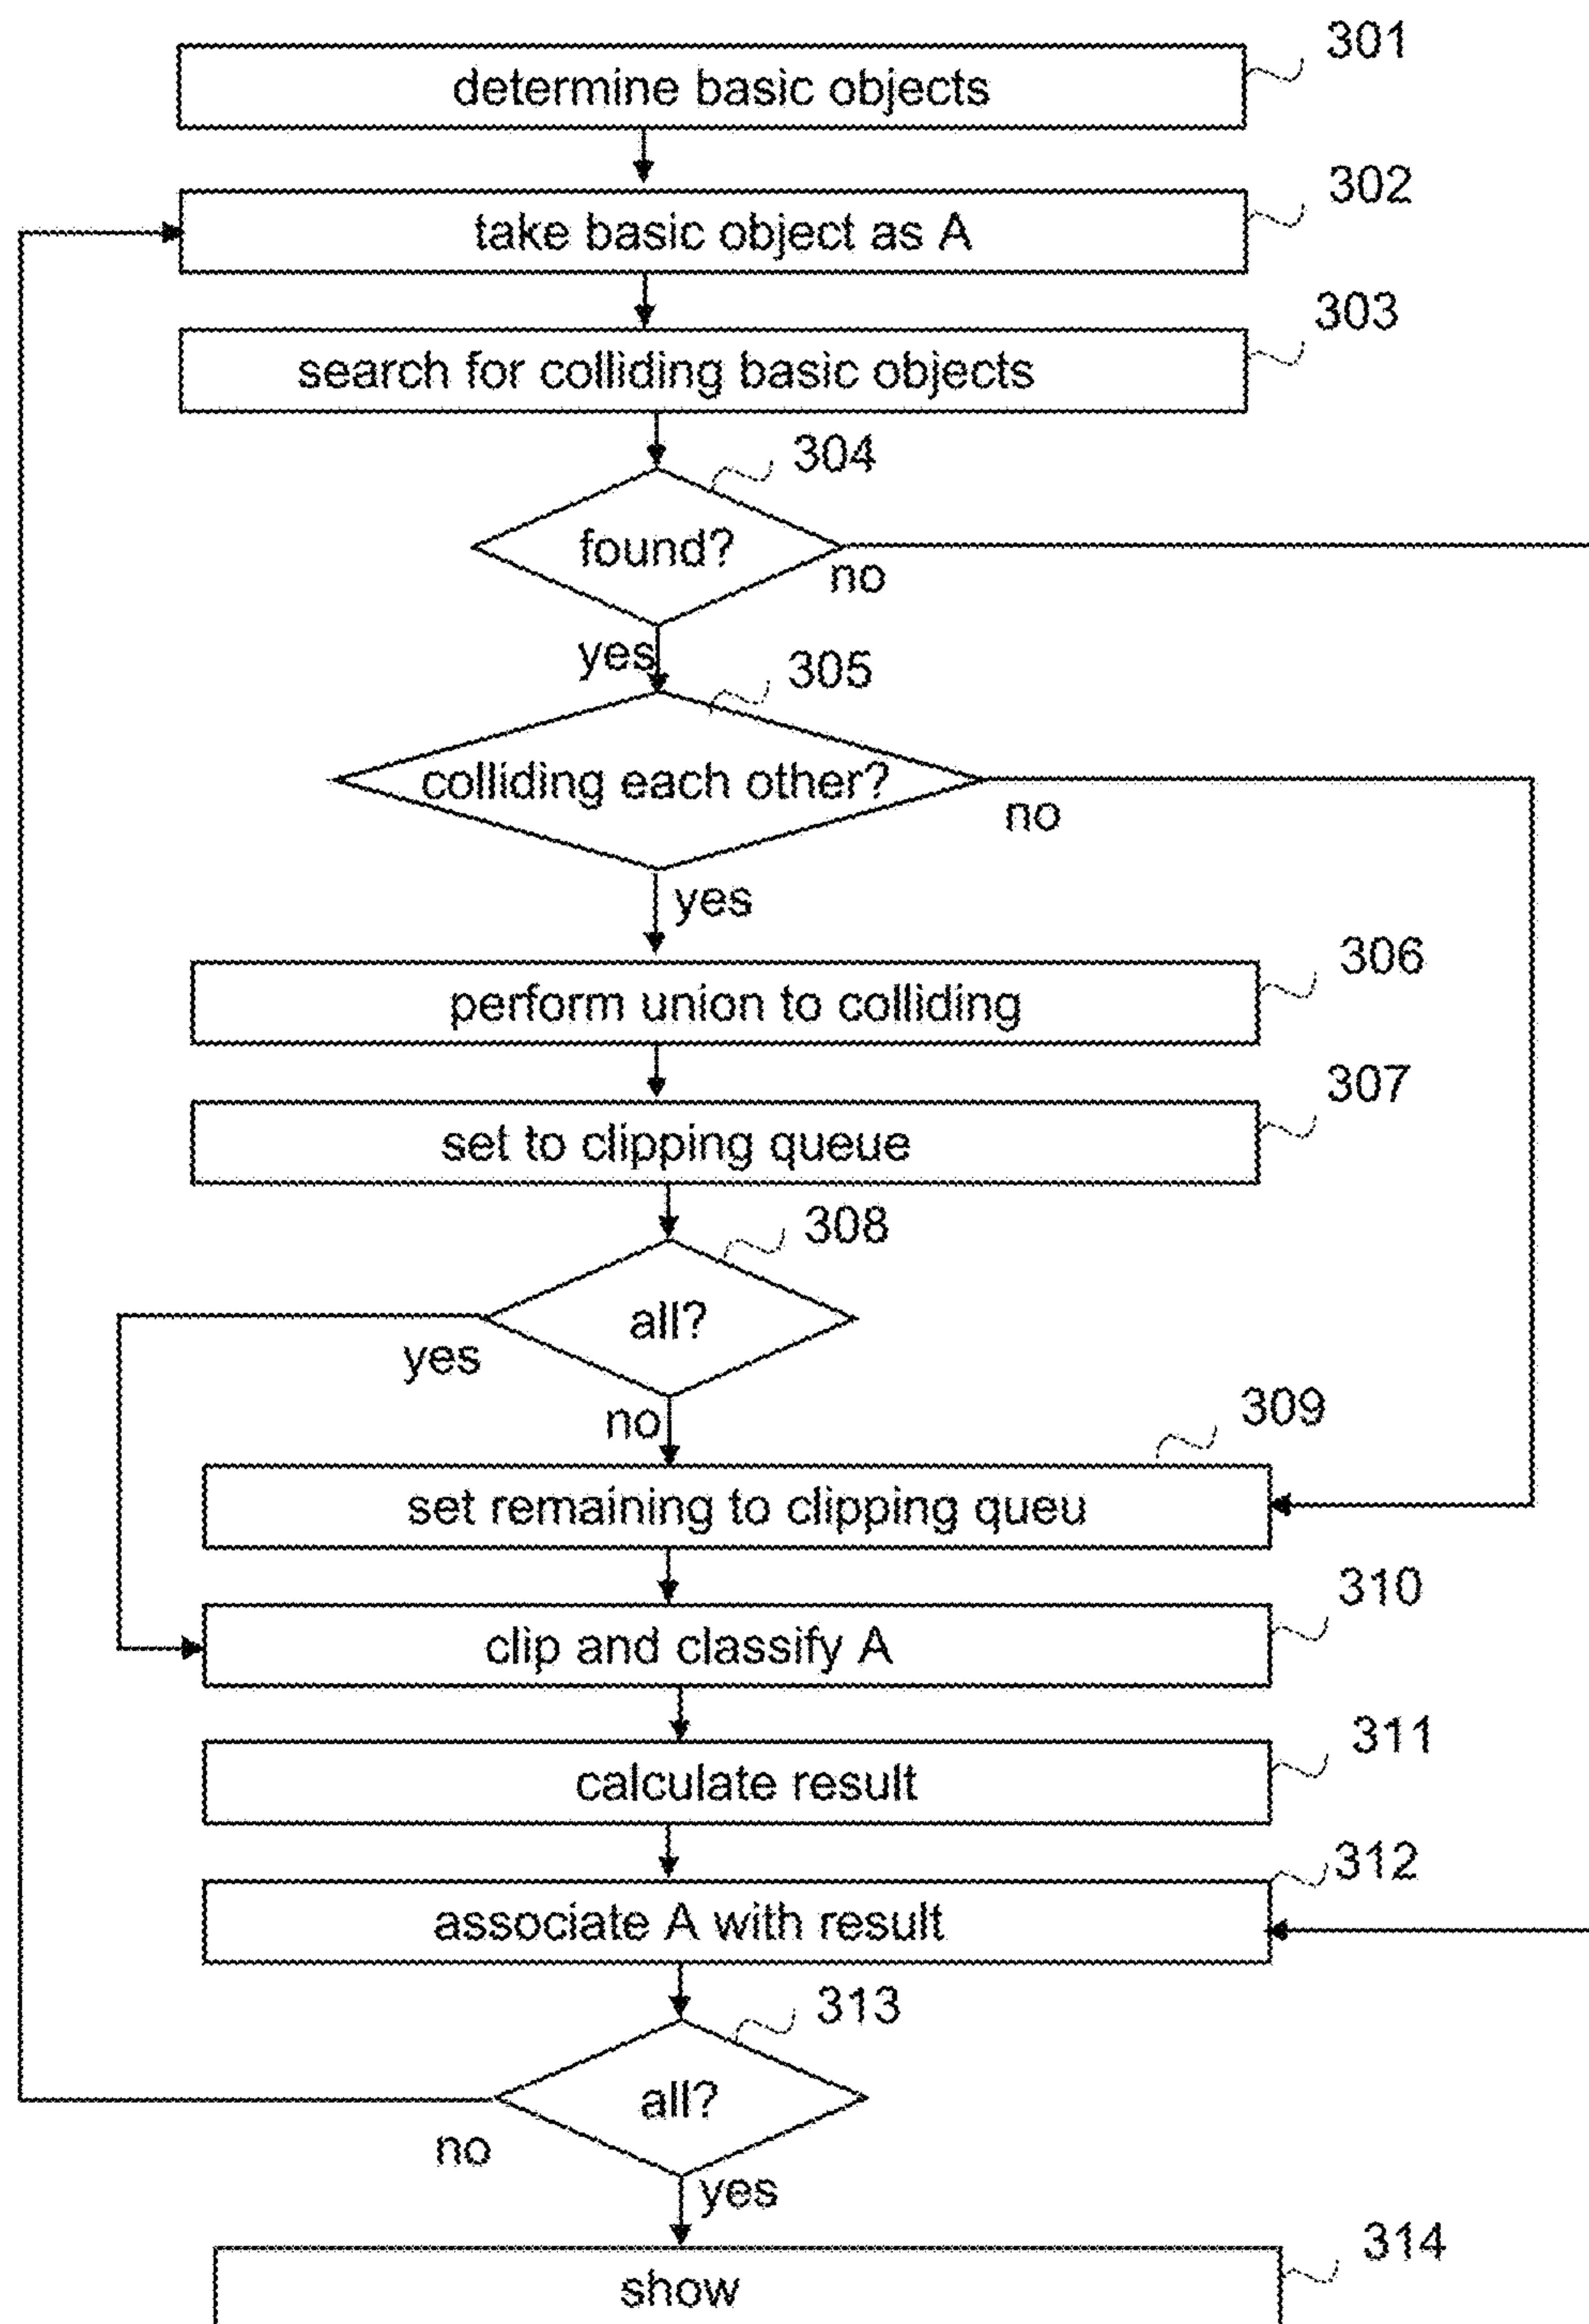 301
determine basic objects
302
take basic object as A
303
search for colliding basic objects
304
found?
no
yes
305
colliding each other?
no
yes
306
perform union to colliding
307
set to clipping queue
308
all?
yes
no
309
set remaining to clipping queu
310
clip and classify A
311
calculate result
312
associate A with result
313
all?
no
yes
314
show